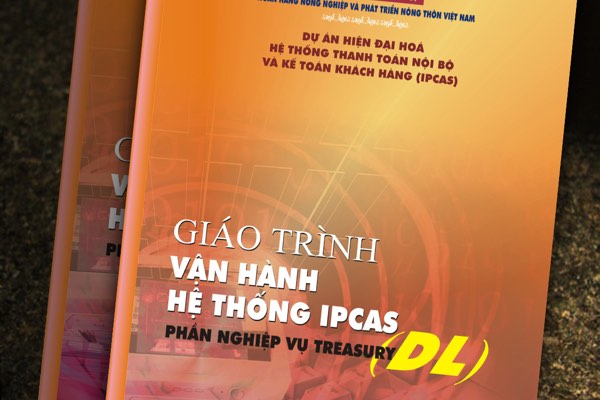 NGÂN HÀNG NÔNG NGHIỆP VÀ PHÁT TRIỂN NÔNG THÔN VIỆT NAM
DỰ ÁN HIỆN ĐẠI HOÁ
HỆ THỐNG THANH TOÁN NỘI BỘ
VÀ KẾ TOÁN KHÁCH HÀNG (IPCAS)
GIÁO TRÌNH
VẬN HÀNH
HỆ THỐNG IPCAS
PHẦN NGHIỆP VỤ TREASURY
(DL)